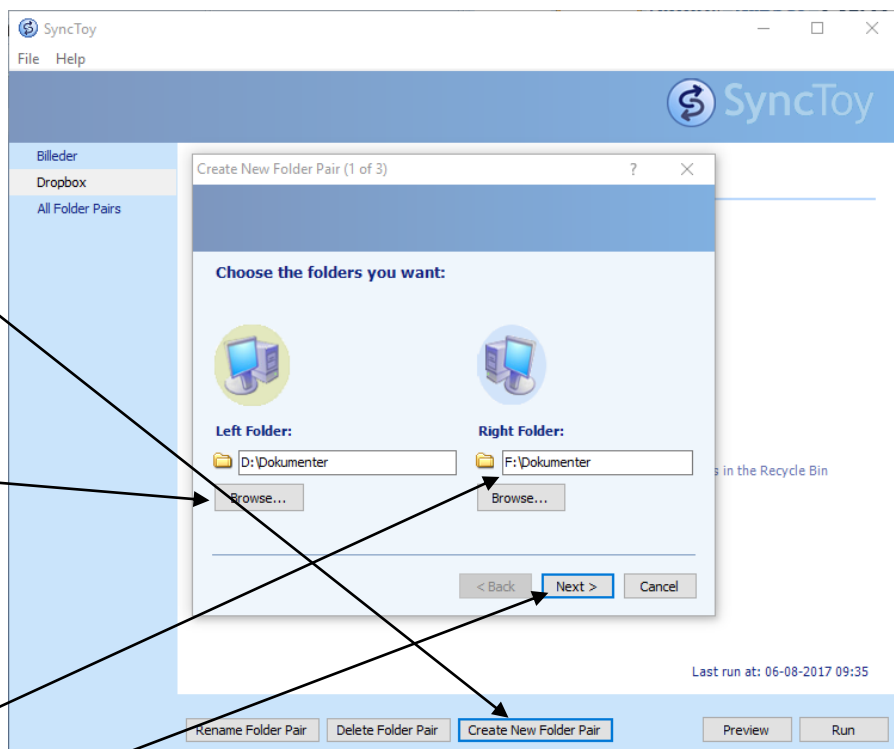 SyncToy
File Help
SyncToy
Billeder
Dropbox
All Folder Pairs
Create New Folder Pair (1 of 3) ?
Choose the folders you want:
Left Folder: Right Folder:
D:\Dokumenter F:\Dokumenter
in the Recycle Bin
Browse... Browse...
< Back Next > Cancel
Last run at: 06-08-2017 09:35
Rename Folder Pair Delete Folder Pair Create New Folder Pair Preview Run